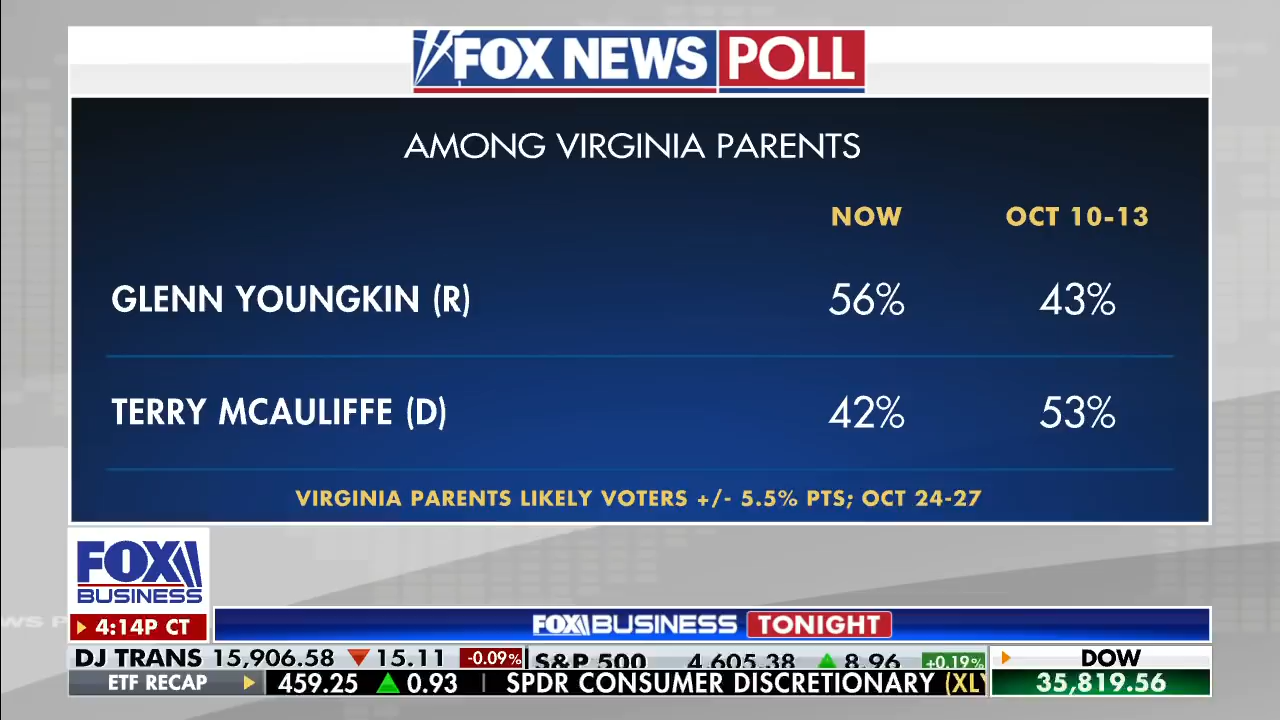 FOX NEWS POLL
AMONG VIRGINIA PARENTS
NOW OCT 10-13
GLENN YOUNGKIN (R) 56% 43%
TERRY MCAULIFFE (D) 42% 53%
VIRGINIA PARENTS LIKELY VOTERS +/- 5.5% PTS; OCT 24-27
FOX BUSINESS
4:14P CT
FOX BUSINESS TONIGHT
DJ TRANS 15,906.58 ▼ 15.11 -0.09% S&P 500 4,605.38 ▲ 8.96 +0.19% DOW
ETF RECAP 459.25 ▲ 0.93 | SPDR CONSUMER DISCRETIONARY (XLY 35,819.56